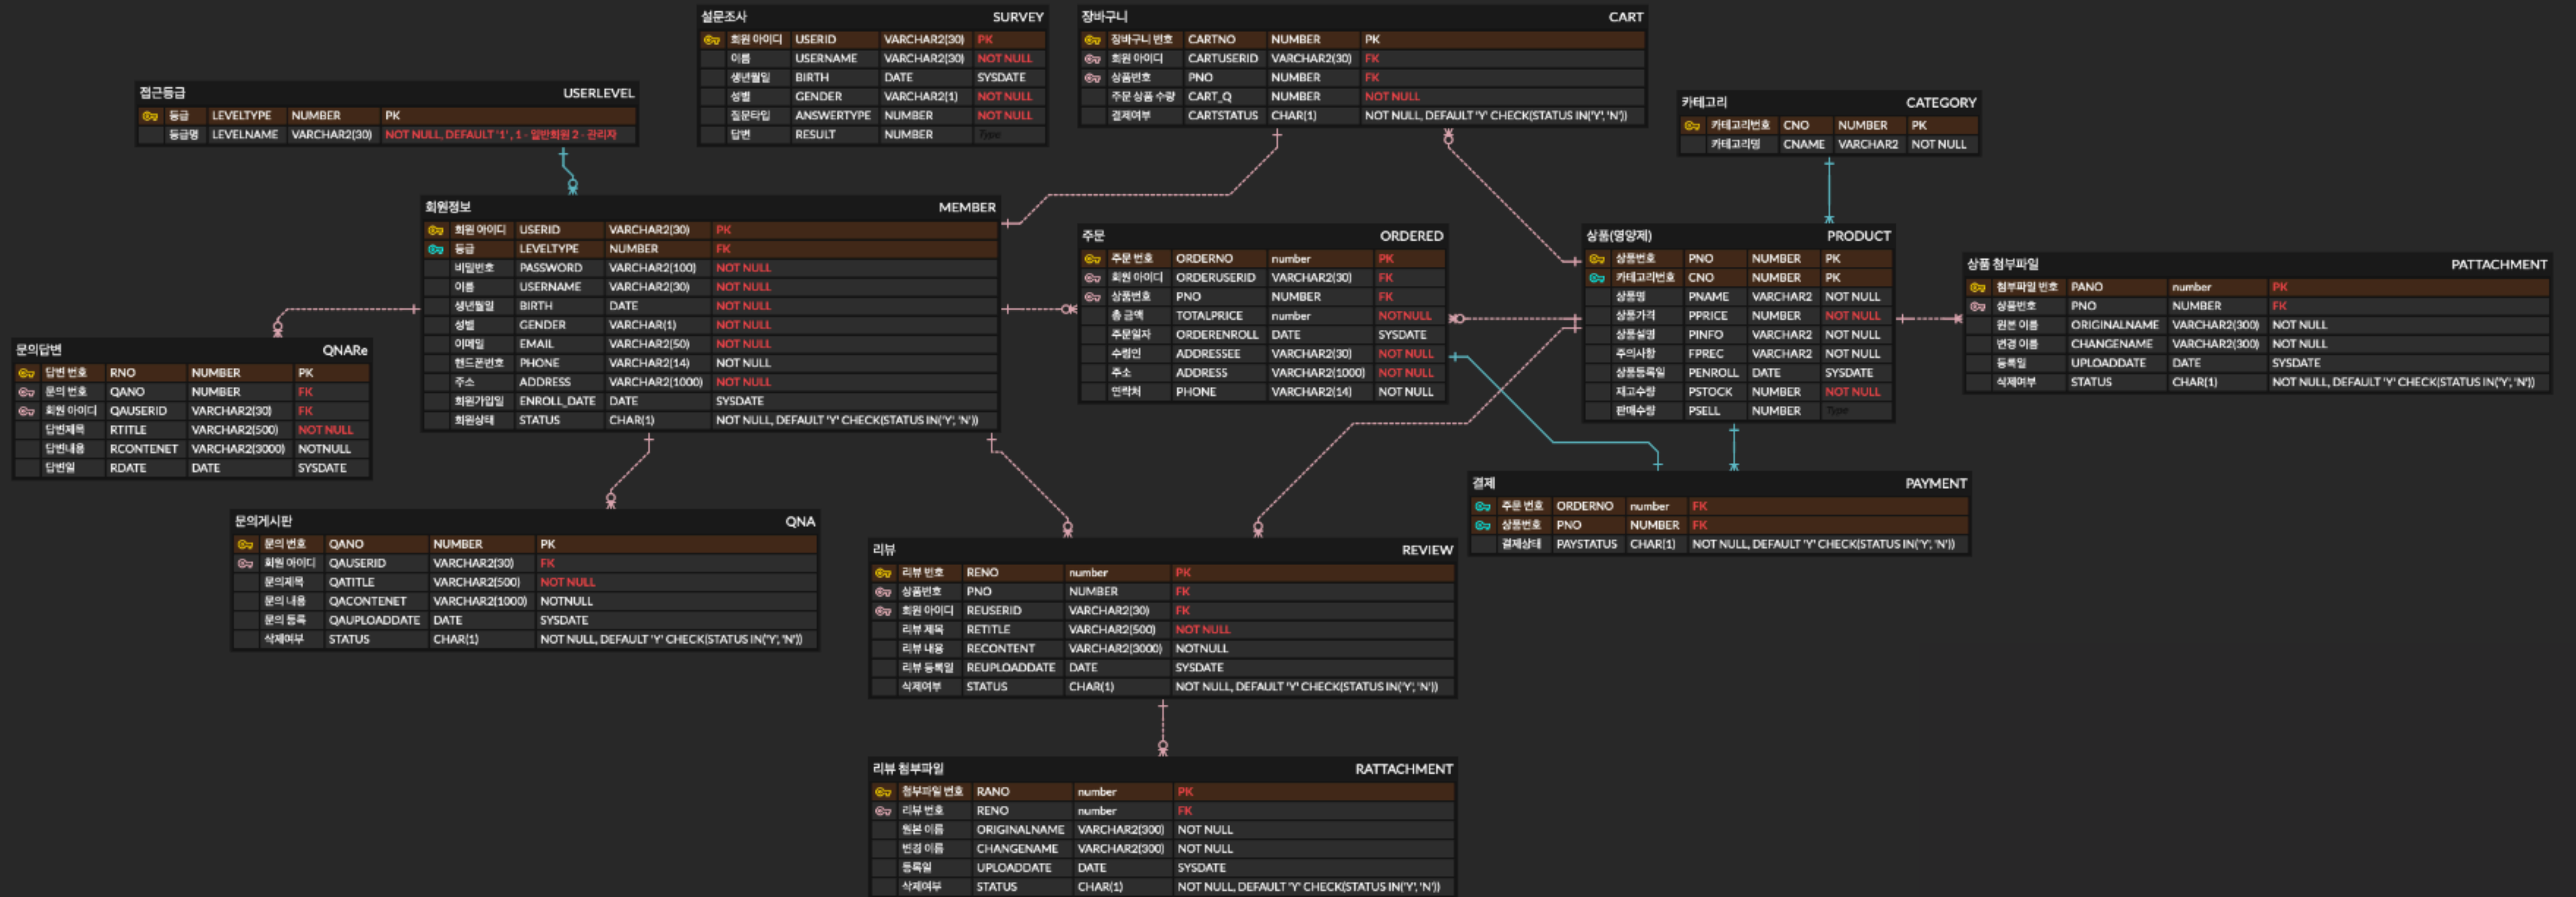 설문조사 SURVEY
회원 아이디 USERID VARCHAR2(30) PK
이름 USERNAME VARCHAR2(30) NOT NULL
생년월일 BIRTH DATE SYSDATE
성별 GENDER VARCHAR2(1) NOT NULL
질문타입 ANSWERTYPE NUMBER NOT NULL
답변 RESULT NUMBER Type
장바구니 CART
장바구니 번호 CARTNO NUMBER PK
회원 아이디 CARTUSERID VARCHAR2(30) FK
상품번호 PNO NUMBER FK
주문 상품 수량 CART_Q NUMBER NOT NULL
결제여부 CARTSTATUS CHAR(1) NOT NULL, DEFAULT 'Y' CHECK(STATUS IN('Y', 'N'))
접근등급 USERLEVEL
등급 LEVELTYPE NUMBER PK
등급명 LEVELNAME VARCHAR2(30) NOT NULL, DEFAULT '1' , 1 - 일반회원 2 - 관리자
카테고리 CATEGORY
카테고리번호 CNO NUMBER PK
카테고리명 CNAME VARCHAR2 NOT NULL
회원정보 MEMBER
회원 아이디 USERID VARCHAR2(30) PK
등급 LEVELTYPE NUMBER FK
비밀번호 PASSWORD VARCHAR2(100) NOT NULL
이름 USERNAME VARCHAR2(30) NOT NULL
생년월일 BIRTH DATE NOT NULL
성별 GENDER VARCHAR(1) NOT NULL
이메일 EMAIL VARCHAR2(50) NOT NULL
핸드폰번호 PHONE VARCHAR2(14) NOT NULL
주소 ADDRESS VARCHAR2(1000) NOT NULL
회원가입일 ENROLL_DATE DATE SYSDATE
회원상태 STATUS CHAR(1) NOT NULL, DEFAULT 'Y' CHECK(STATUS IN('Y', 'N'))
주문 ORDERED
주문 번호 ORDERNO number PK
회원 아이디 ORDERUSERID VARCHAR2(30) FK
상품번호 PNO NUMBER FK
총 금액 TOTALPRICE number NOTNULL
주문일자 ORDERENROLL DATE SYSDATE
수령인 ADDRESSEE VARCHAR2(30) NOT NULL
주소 ADDRESS VARCHAR2(1000) NOT NULL
연락처 PHONE VARCHAR2(14) NOT NULL
상품(영양제) PRODUCT
상품번호 PNO NUMBER PK
카테고리번호 CNO NUMBER PK
상품명 PNAME VARCHAR2 NOT NULL
상품가격 PPRICE NUMBER NOT NULL
상품설명 PINFO VARCHAR2 NOT NULL
주의사항 FPREC VARCHAR2 NOT NULL
상품등록일 PENROLL DATE SYSDATE
재고수량 PSTOCK NUMBER NOT NULL
판매수량 PSELL NUMBER Type
상품 첨부파일 PATTACHMENT
첨부파일 번호 PANO number PK
상품번호 PNO NUMBER FK
원본 이름 ORIGINALNAME VARCHAR2(300) NOT NULL
변경 이름 CHANGENAME VARCHAR2(300) NOT NULL
등록일 UPLOADDATE DATE SYSDATE
삭제여부 STATUS CHAR(1) NOT NULL, DEFAULT 'Y' CHECK(STATUS IN('Y', 'N'))
문의답변 QNARe
답변 번호 RNO NUMBER PK
문의 번호 QANO NUMBER FK
회원 아이디 QAUSERID VARCHAR2(30) FK
답변제목 RTITLE VARCHAR2(500) NOT NULL
답변내용 RCONTENET VARCHAR2(3000) NOTNULL
답변일 RDATE DATE SYSDATE
문의게시판 QNA
문의 번호 QANO NUMBER PK
회원 아이디 QAUSERID VARCHAR2(30) FK
문의제목 QATITLE VARCHAR2(500) NOT NULL
문의 내용 QACONTENET VARCHAR2(1000) NOTNULL
문의 등록 QAUPLOADDATE DATE SYSDATE
삭제여부 STATUS CHAR(1) NOT NULL, DEFAULT 'Y' CHECK(STATUS IN('Y', 'N'))
결제 PAYMENT
주문 번호 ORDERNO number FK
상품번호 PNO NUMBER FK
결제상태 PAYSTATUS CHAR(1) NOT NULL, DEFAULT 'Y' CHECK(STATUS IN('Y', 'N'))
리뷰 REVIEW
리뷰 번호 RENO number PK
상품번호 PNO NUMBER FK
회원 아이디 REUSERID VARCHAR2(30) FK
리뷰 제목 RETITLE VARCHAR2(500) NOT NULL
리뷰 내용 RECONTENT VARCHAR2(3000) NOTNULL
리뷰 등록일 REUPLOADDATE DATE SYSDATE
삭제여부 STATUS CHAR(1) NOT NULL, DEFAULT 'Y' CHECK(STATUS IN('Y', 'N'))
리뷰 첨부파일 RATTACHMENT
첨부파일 번호 RANO number PK
리뷰 번호 RENO number FK
원본 이름 ORIGINALNAME VARCHAR2(300) NOT NULL
변경 이름 CHANGENAME VARCHAR2(300) NOT NULL
등록일 UPLOADDATE DATE SYSDATE
삭제여부 STATUS CHAR(1) NOT NULL, DEFAULT 'Y' CHECK(STATUS IN('Y', 'N'))